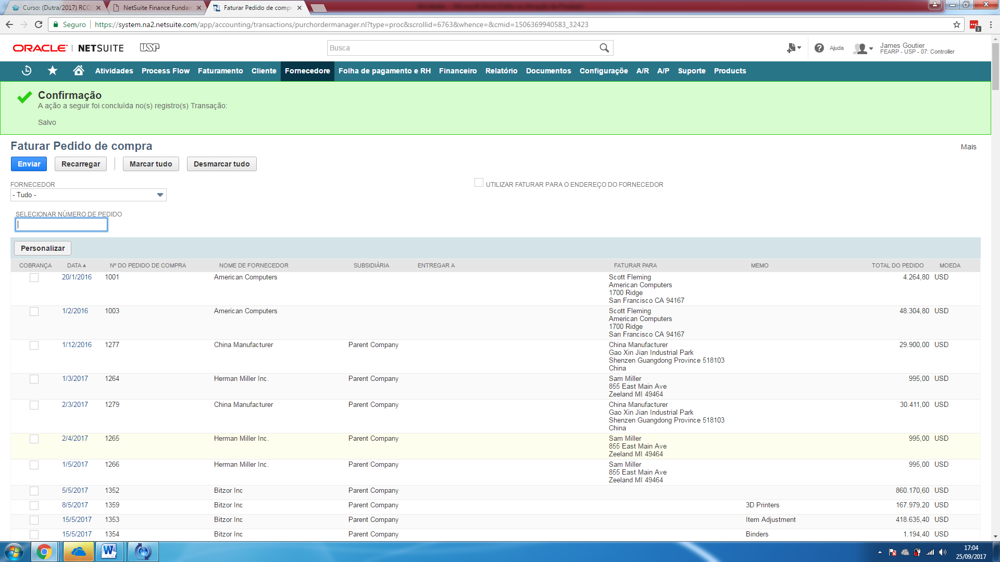 Curso: (Dutra/2017) RCC
NetSuite Finance Fundam
Faturar Pedido de compr
Seguro
https://system.na2.netsuite.com/app/accounting/transactions/purchordermanager.nl?type=proc&scrollid=6763&whence=&cmid=1506369940583_32423
3
ORACLE | NETSUITE
USP
Busca
Ajuda
James Goutier
FEARP - USP - 07: Controller
Atividades Process Flow Faturamento Cliente Fornecedore Folha de pagamento e RH Financeiro Relatório Documentos Configuraçõe A/R A/P Suporte Products
Confirmação
A ação a seguir foi concluída no(s) registro(s) Transação:
Salvo
Faturar Pedido de compra
Mais
Enviar Recarregar Marcar tudo Desmarcar tudo
FORNECEDOR
UTILIZAR FATURAR PARA O ENDEREÇO DO FORNECEDOR
- Tudo -
SELECIONAR NÚMERO DE PEDIDO
Personalizar
COBRANÇA DATA ▲ Nº DO PEDIDO DE COMPRA NOME DE FORNECEDOR SUBSIDIÁRIA ENTREGAR A FATURAR PARA MEMO TOTAL DO PEDIDO MOEDA
20/1/2016 1001 American Computers Scott Fleming 4.264,80 USD
American Computers
1700 Ridge
San Francisco CA 94167
1/2/2016 1003 American Computers Scott Fleming 48.304,80 USD
American Computers
1700 Ridge
San Francisco CA 94167
1/12/2016 1277 China Manufacturer Parent Company China Manufacturer 29.900,00 USD
Gao Xin Jian Industrial Park
Shenzen Guangdong Province 518103
China
1/3/2017 1264 Herman Miller Inc. Parent Company Sam Miller 995,00 USD
855 East Main Ave
Zeeland MI 49464
2/3/2017 1279 China Manufacturer Parent Company China Manufacturer 30.411,00 USD
Gao Xin Jian Industrial Park
Shenzen Guangdong Province 518103
China
2/4/2017 1265 Herman Miller Inc. Parent Company Sam Miller 995,00 USD
855 East Main Ave
Zeeland MI 49464
1/5/2017 1266 Herman Miller Inc. Parent Company Sam Miller 995,00 USD
855 East Main Ave
Zeeland MI 49464
5/5/2017 1352 Bitzor Inc Parent Company 860.170,60 USD
8/5/2017 1359 Bitzor Inc Parent Company 3D Printers 167.979,20 USD
15/5/2017 1353 Bitzor Inc Parent Company Item Adjustment 418.635,40 USD
15/5/2017 1354 Bitzor Inc Parent Company Binders 1.194,40 USD
17:04
25/09/2017